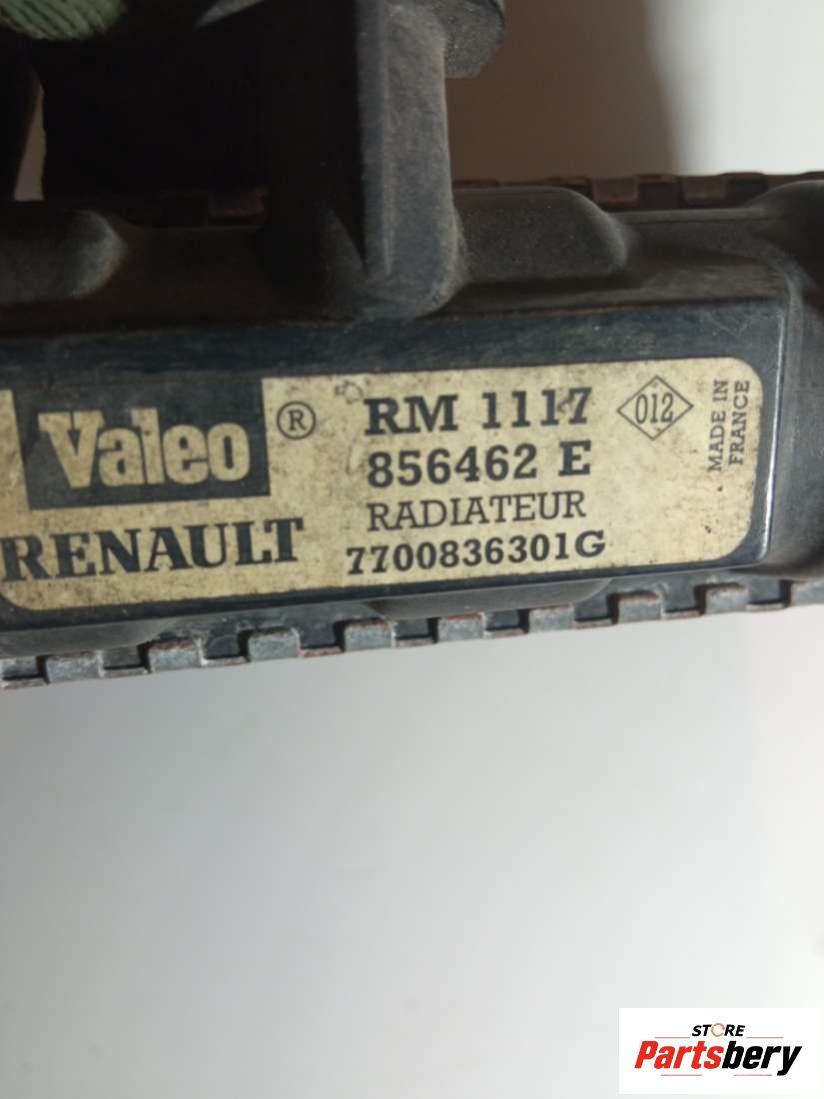 Valeo ® RM 1117 012
856462 E
RADIATEUR
RENAULT 7700836301G
MADE IN
FRANCE
STORE
Partsbery